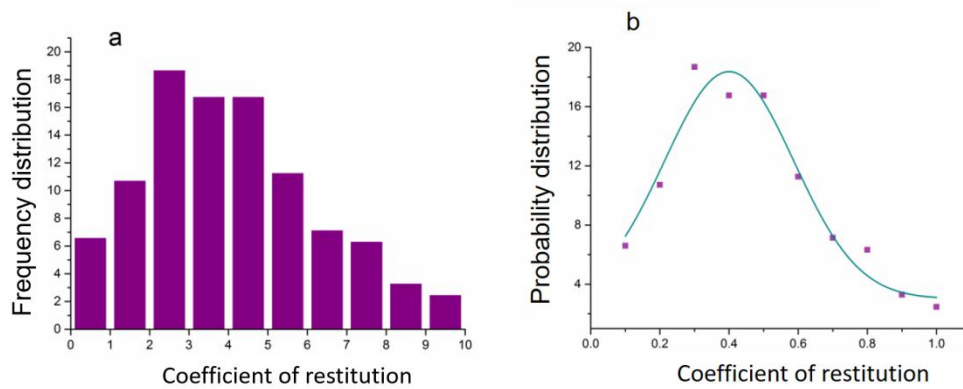 a
Frequency distribution
20
18
16
14
12
10
8
6
4
2
0
0 1 2 3 4 5 6 7 8 9 10
Coefficient of restitution
b
Probability distribution
20
16
12
8
4
0.0 0.2 0.4 0.6 0.8 1.0
Coefficient of restitution